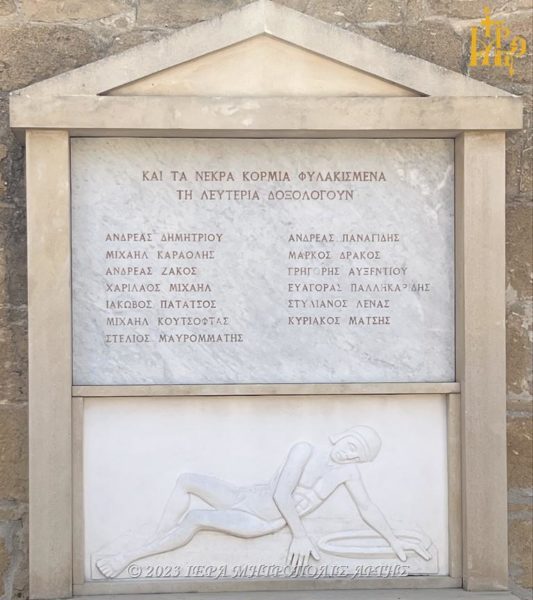 ΚΑΙ ΤΑ ΝΕΚΡΑ ΚΟΡΜΙΑ ΦΥΛΑΚΙΣΜΕΝΑ
ΤΗ ΛΕΥΤΕΡΙΑ ΔΟΞΟΛΟΓΟΥΝ
ΑΝΔΡΕΑΣ ΔΗΜΗΤΡΙΟΥ
ΜΙΧΑΗΛ ΚΑΡΑΟΛΗΣ
ΑΝΔΡΕΑΣ ΖΑΚΟΣ
ΧΑΡΙΛΑΟΣ ΜΙΧΑΗΛ
ΙΑΚΩΒΟΣ ΠΑΤΑΤΣΟΣ
ΜΙΧΑΗΛ ΚΟΥΤΣΟΦΤΑΣ
ΣΤΕΛΙΟΣ ΜΑΥΡΟΜΜΑΤΗΣ
ΑΝΔΡΕΑΣ ΠΑΝΑΓΙΔΗΣ
ΜΑΡΚΟΣ ΔΡΑΚΟΣ
ΓΡΗΓΟΡΗΣ ΑΥΞΕΝΤΙΟΥ
ΕΥΑΓΟΡΑΣ ΠΑΛΛΗΚΑΡΙΔΗΣ
ΣΤΥΛΙΑΝΟΣ ΛΕΝΑΣ
ΚΥΡΙΑΚΟΣ ΜΑΤΣΗΣ
© 2023 ΙΕΡΑ ΜΗΤΡΟΠΟΛΙΣ ΑΡΤΗΣ